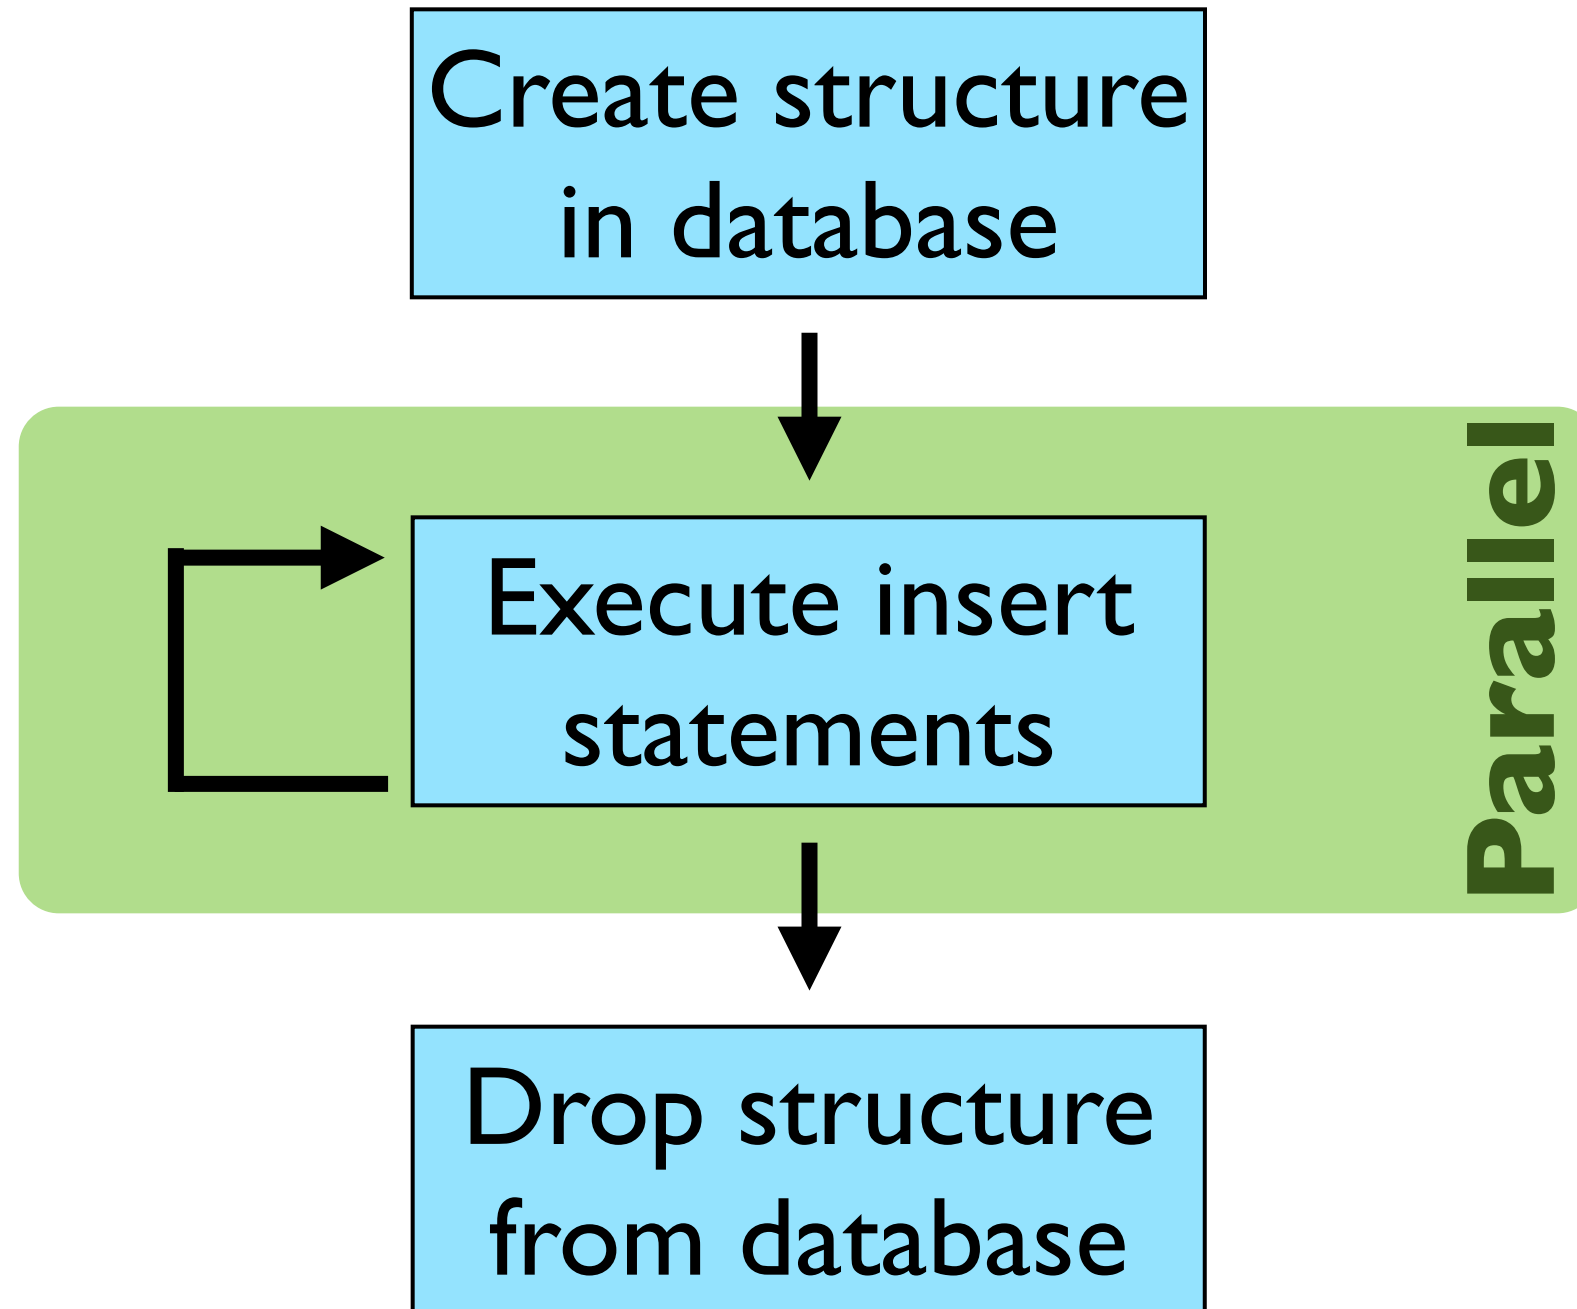 Create structure
in database
Parallel
Execute insert
statements
Drop structure
from database